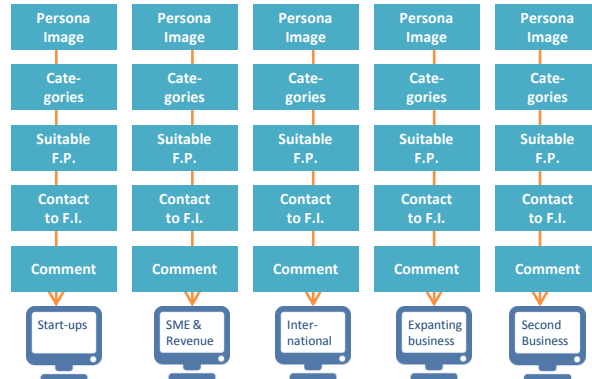 Persona
Image
Persona
Image
Persona
Image
Persona
Image
Persona
Image
Cate-
gories
Cate-
gories
Cate-
gories
Cate-
gories
Cate-
gories
Suitable
F.P.
Suitable
F.P.
Suitable
F.P.
Suitable
F.P.
Suitable
F.P.
Contact
to F.I.
Contact
to F.I.
Contact
to F.I.
Contact
to F.I.
Contact
to F.I.
Comment
Comment
Comment
Comment
Comment
Start-ups
SME &
Revenue
Inter-
national
Expanting
business
Second
Business